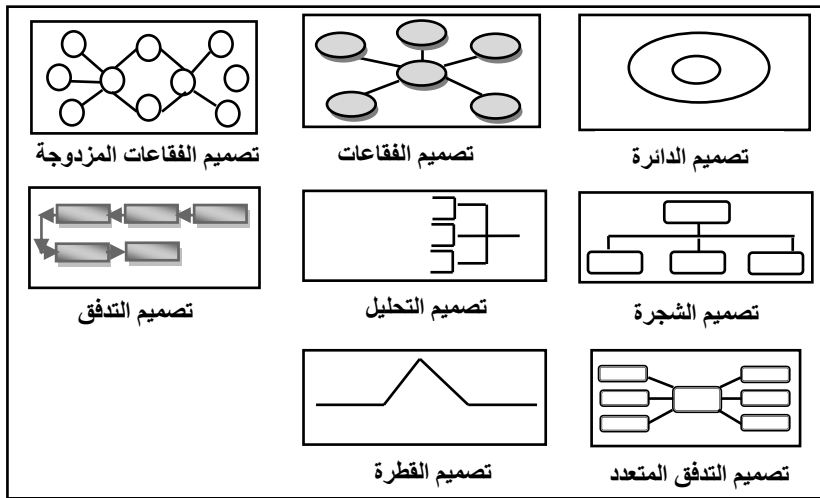 تصميم الدائرة
تصميم الفقاعات
تصميم الفقاعات المزدوجة
تصميم الشجرة
تصميم التحليل
تصميم التدفق
تصميم التدفق المتعدد
تصميم القطرة